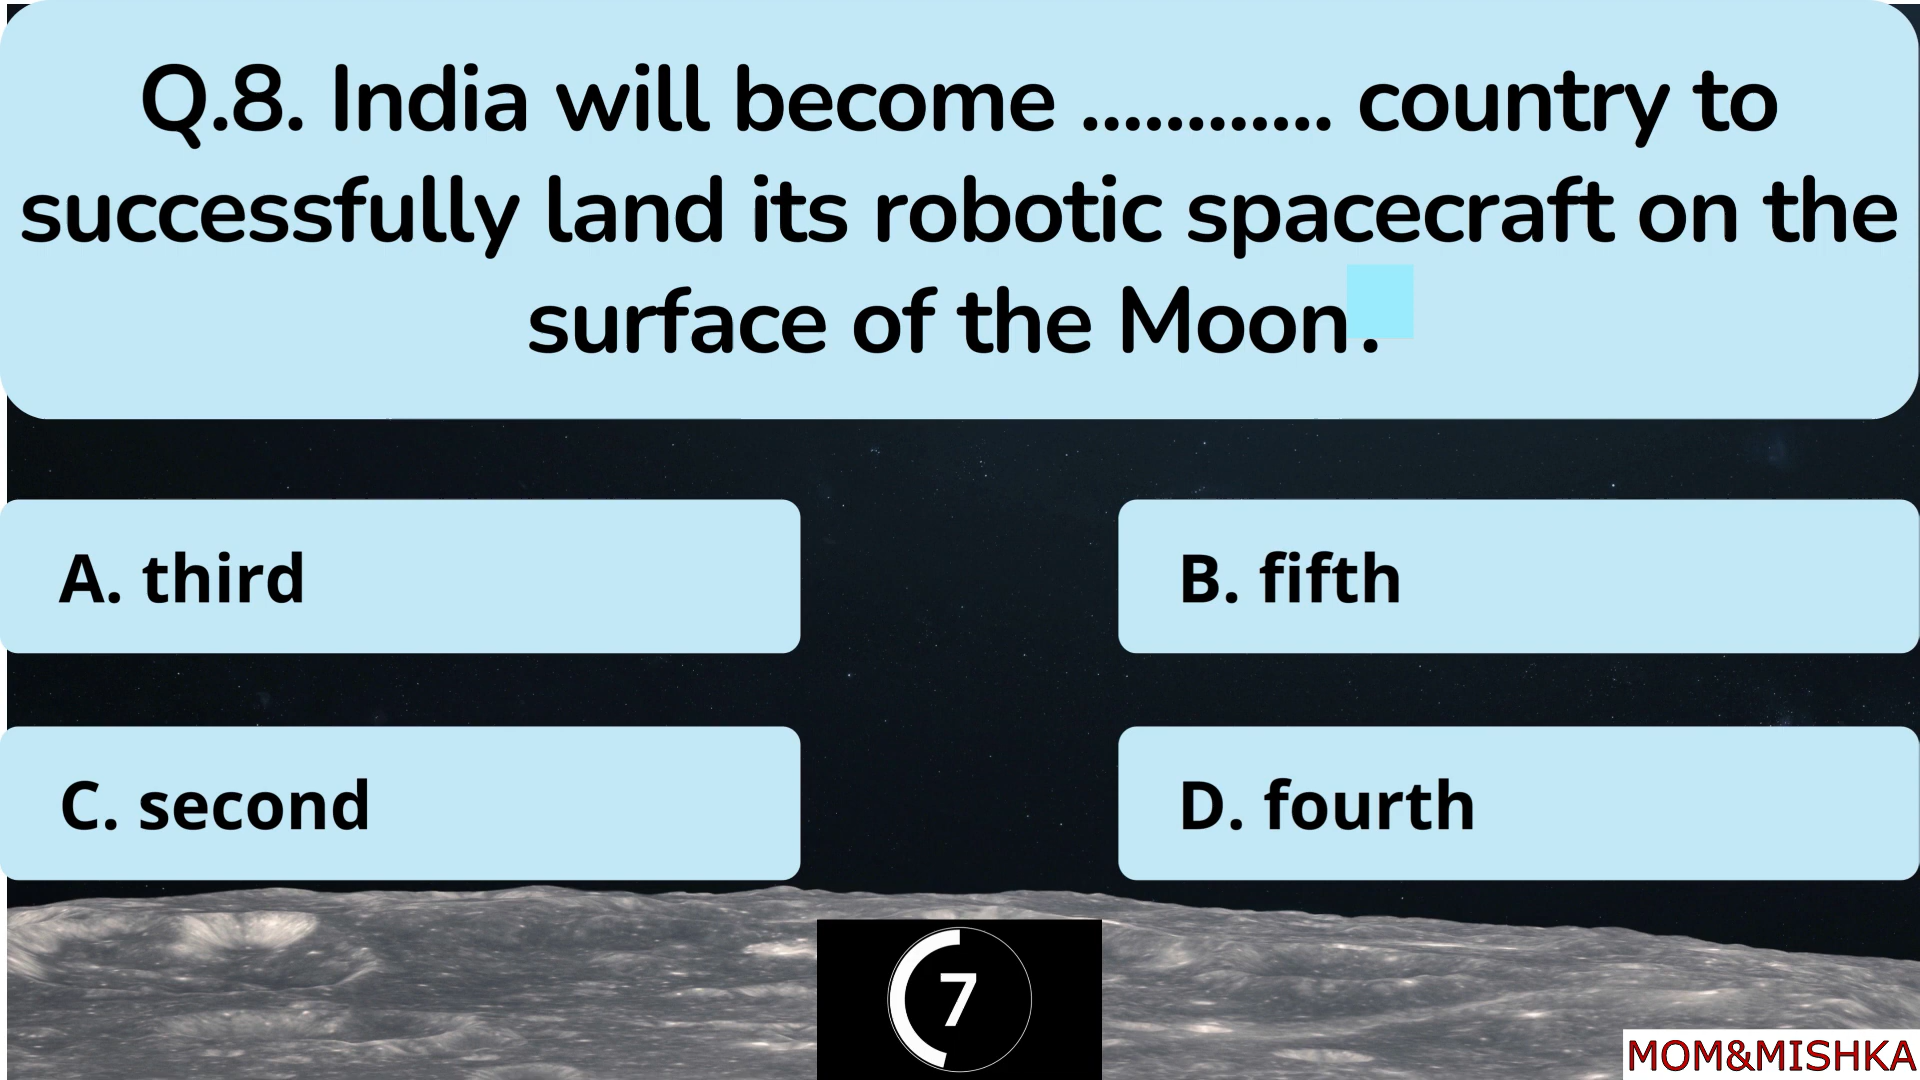 Q.8. India will become ............ country to
successfully land its robotic spacecraft on the
surface of the Moon.
A. third
B. fifth
C. second
D. fourth
7
MOM&MISHKA